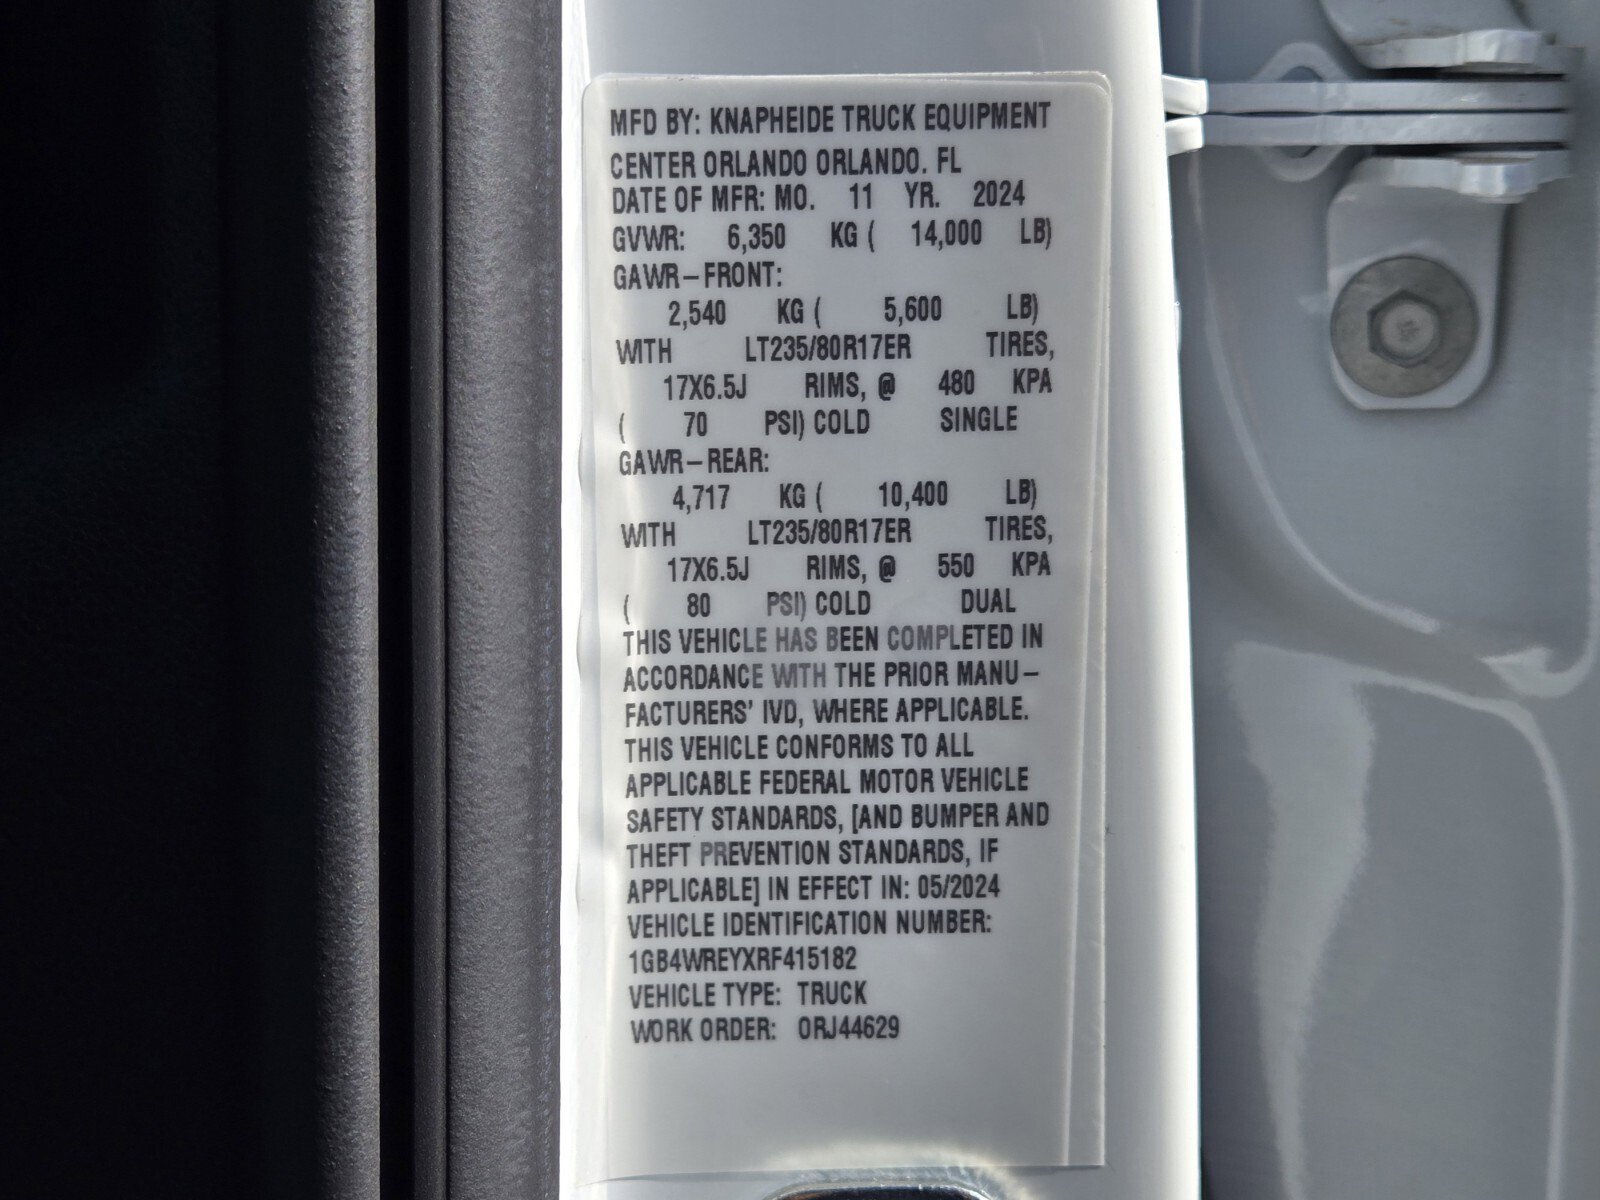 MFD BY: KNAPHEIDE TRUCK EQUIPMENT
CENTER ORLANDO ORLANDO. FL
DATE OF MFR: MO. 11 YR. 2024
GVWR: 6,350 KG ( 14,000 LB)
GAWR-FRONT:
2,540 KG ( 5,600 LB)
WITH LT235/80R17ER TIRES,
17X6.5J RIMS, @ 480 KPA
( 70 PSI) COLD SINGLE
GAWR-REAR:
4,717 KG ( 10,400 LB)
WITH LT235/80R17ER TIRES,
17X6.5J RIMS, @ 550 KPA
( 80 PSI) COLD DUAL
THIS VEHICLE HAS BEEN COMPLETED IN
ACCORDANCE WITH THE PRIOR MANU-
FACTURERS' IVD, WHERE APPLICABLE.
THIS VEHICLE CONFORMS TO ALL
APPLICABLE FEDERAL MOTOR VEHICLE
SAFETY STANDARDS, [AND BUMPER AND
THEFT PREVENTION STANDARDS, IF
APPLICABLE] IN EFFECT IN: 05/2024
VEHICLE IDENTIFICATION NUMBER:
1GB4WREYXRF415182
VEHICLE TYPE: TRUCK
WORK ORDER: ORJ44629